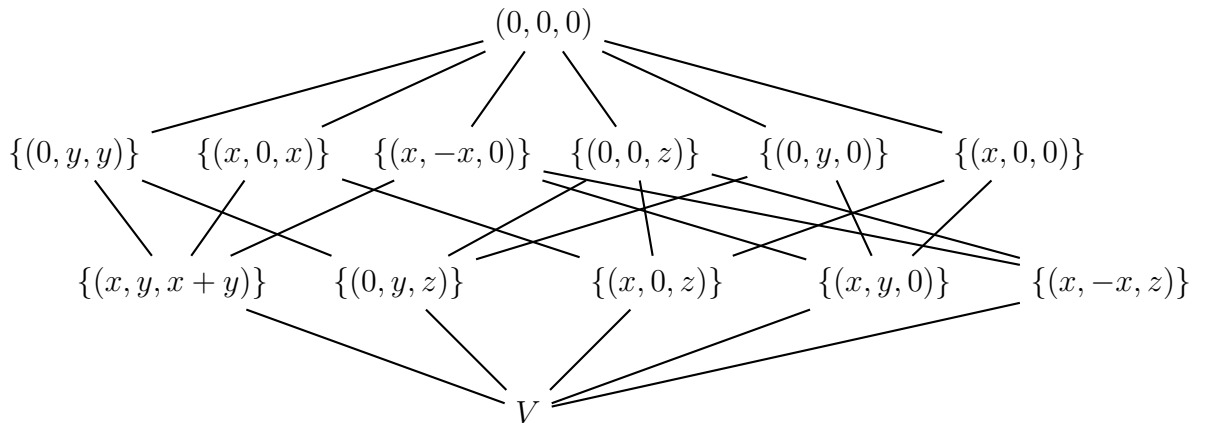 (0, 0, 0)
{(0, y, y)} {(x, 0, x)} {(x, −x, 0)} {(0, 0, z)} {(0, y, 0)} {(x, 0, 0)}
{(x, y, x + y)} {(0, y, z)} {(x, 0, z)} {(x, y, 0)} {(x, −x, z)}
V